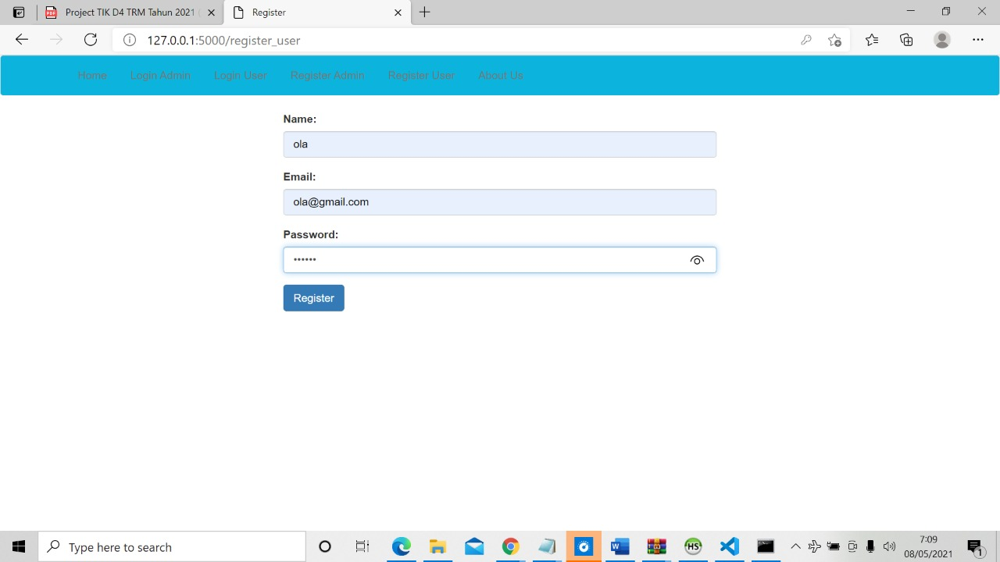 Project TIK D4 TRM Tahun 2021
Register
127.0.0.1:5000/register_user
Home Login Admin Login User Register Admin Register User About Us
Name:
ola
Email:
ola@gmail.com
Password:
••••••
Register
Type here to search
W
HS
7:09
08/05/2021
1